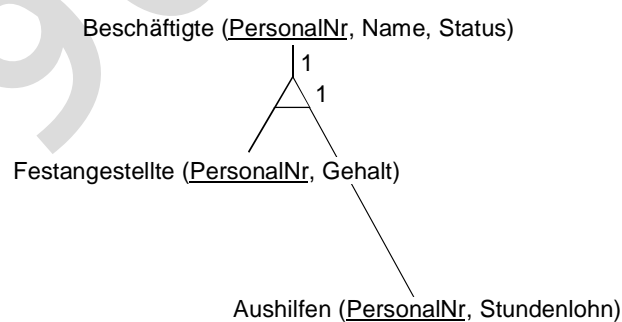 Beschäftigte (PersonalNr, Name, Status)
1
1
Festangestellte (PersonalNr, Gehalt)
Aushilfen (PersonalNr, Stundenlohn)